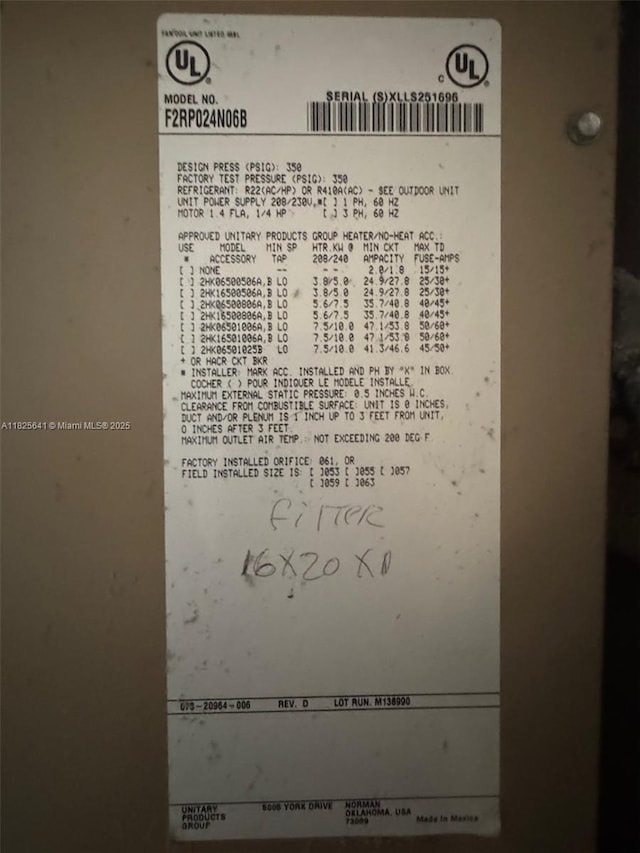 FAN COIL UNIT LISTED
UL
C UL
MODEL NO.
F2RP024N06B
SERIAL (S)XLLS251696
DESIGN PRESS (PSIG): 350
FACTORY TEST PRESSURE (PSIG): 350
REFRIGERANT: R22(AC/HP) OR R410A(AC) - SEE OUTDOOR UNIT
UNIT POWER SUPPLY 208/230V,*[ ] 1 PH, 60 HZ
MOTOR 1.4 FLA, 1/4 HP [ ] 3 PH, 60 HZ
APPROVED UNITARY PRODUCTS GROUP HEATER/NO-HEAT ACC.:
USE MODEL MIN SP HTR.KW @ MIN CKT MAX TD
* ACCESSORY TAP 208/240 AMPACITY FUSE-AMPS
[ ] NONE -- -- 2.0/1.8 15/15+
[ ] 2HK06500506A,B LO 3.8/5.0 24.9/27.8 25/30+
[ ] 2HK16500506A,B LO 3.8/5.0 24.9/27.8 25/30+
[ ] 2HK06500806A,B LO 5.6/7.5 35.7/40.8 40/45+
[ ] 2HK16500806A,B LO 5.6/7.5 35.7/40.8 40/45+
[ ] 2HK06501006A,B LO 7.5/10.0 47.1/53.8 50/60+
[ ] 2HK16501006A,B LO 7.5/10.0 47.1/53.8 50/60+
[ ] 2HK06501025B LO 7.5/10.0 41.3/46.6 45/50+
+ OR HACR CKT BKR
* INSTALLER: MARK ACC. INSTALLED AND PH BY "X" IN BOX
COCHER ( ) POUR INDIQUER LE MODELE INSTALLE.
MAXIMUM EXTERNAL STATIC PRESSURE: 0.5 INCHES W.C.
CLEARANCE FROM COMBUSTIBLE SURFACE: UNIT IS 0 INCHES,
DUCT AND/OR PLENUM IS 1 INCH UP TO 3 FEET FROM UNIT,
0 INCHES AFTER 3 FEET.
MAXIMUM OUTLET AIR TEMP.: NOT EXCEEDING 200 DEG F.
FACTORY INSTALLED ORIFICE: 061, OR
FIELD INSTALLED SIZE IS: [ ]053 [ ]055 [ ]057
[ ]059 [ ]063
FilTER
16X20X1
073-20964-006 REV. D LOT RUN. M138990
UNITARY
PRODUCTS
GROUP
5005 YORK DRIVE
NORMAN
OKLAHOMA, USA
73069
Made in Mexico
A11825641 © Miami MLS® 2025